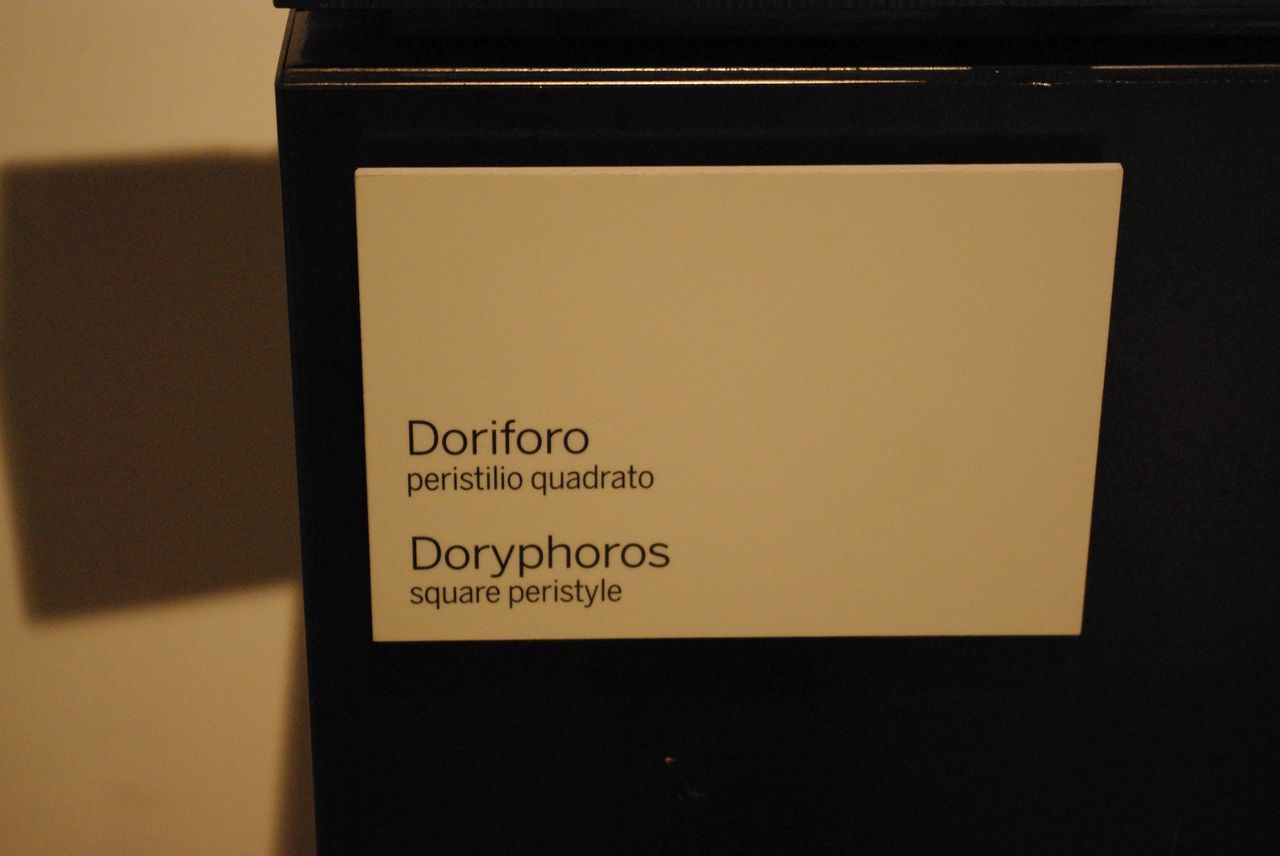 Doriforo
peristilio quadrato
Doryphoros
square peristyle